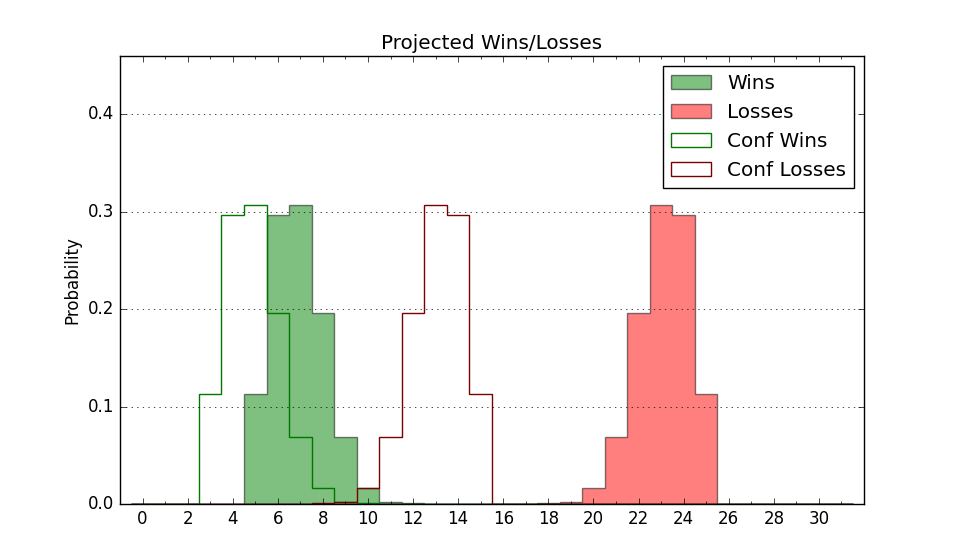 Projected Wins/Losses
Wins
Losses
Conf Wins
Conf Losses
Probability
0.4
0.3
0.2
0.1
0.0
0 2 4 6 8 10 12 14 16 18 20 22 24 26 28 30